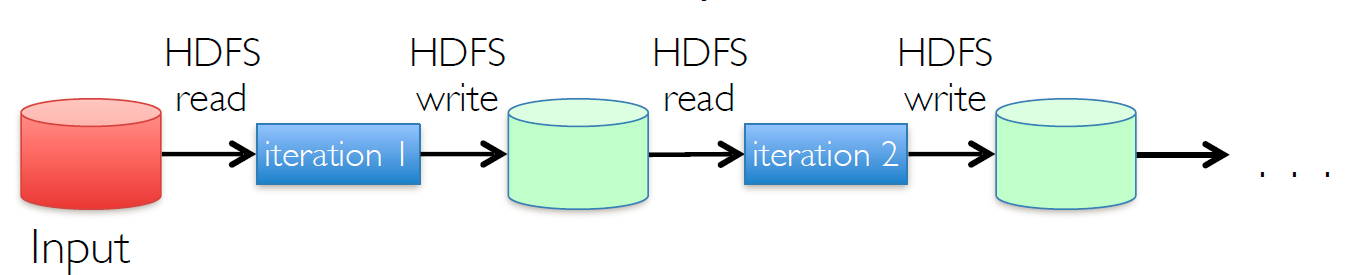 HDFS
read
HDFS
write
HDFS
read
HDFS
write
iteration 1
iteration 2
. . .
Input